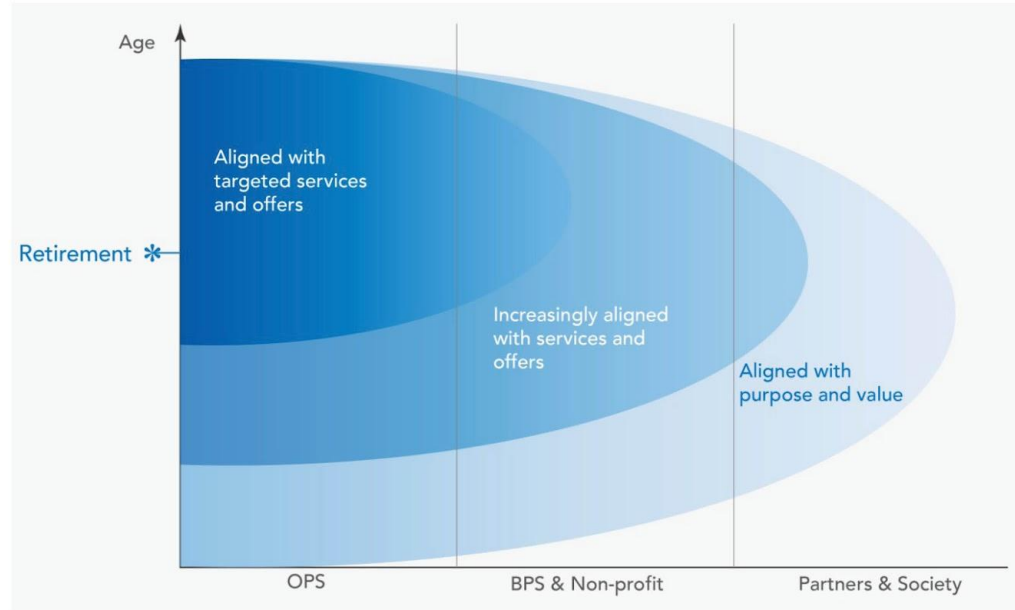 Age
Aligned with
targeted services
and offers
Retirement *
Increasingly aligned
with services and
offers
Aligned with
purpose and value
OPS
BPS & Non-profit
Partners & Society